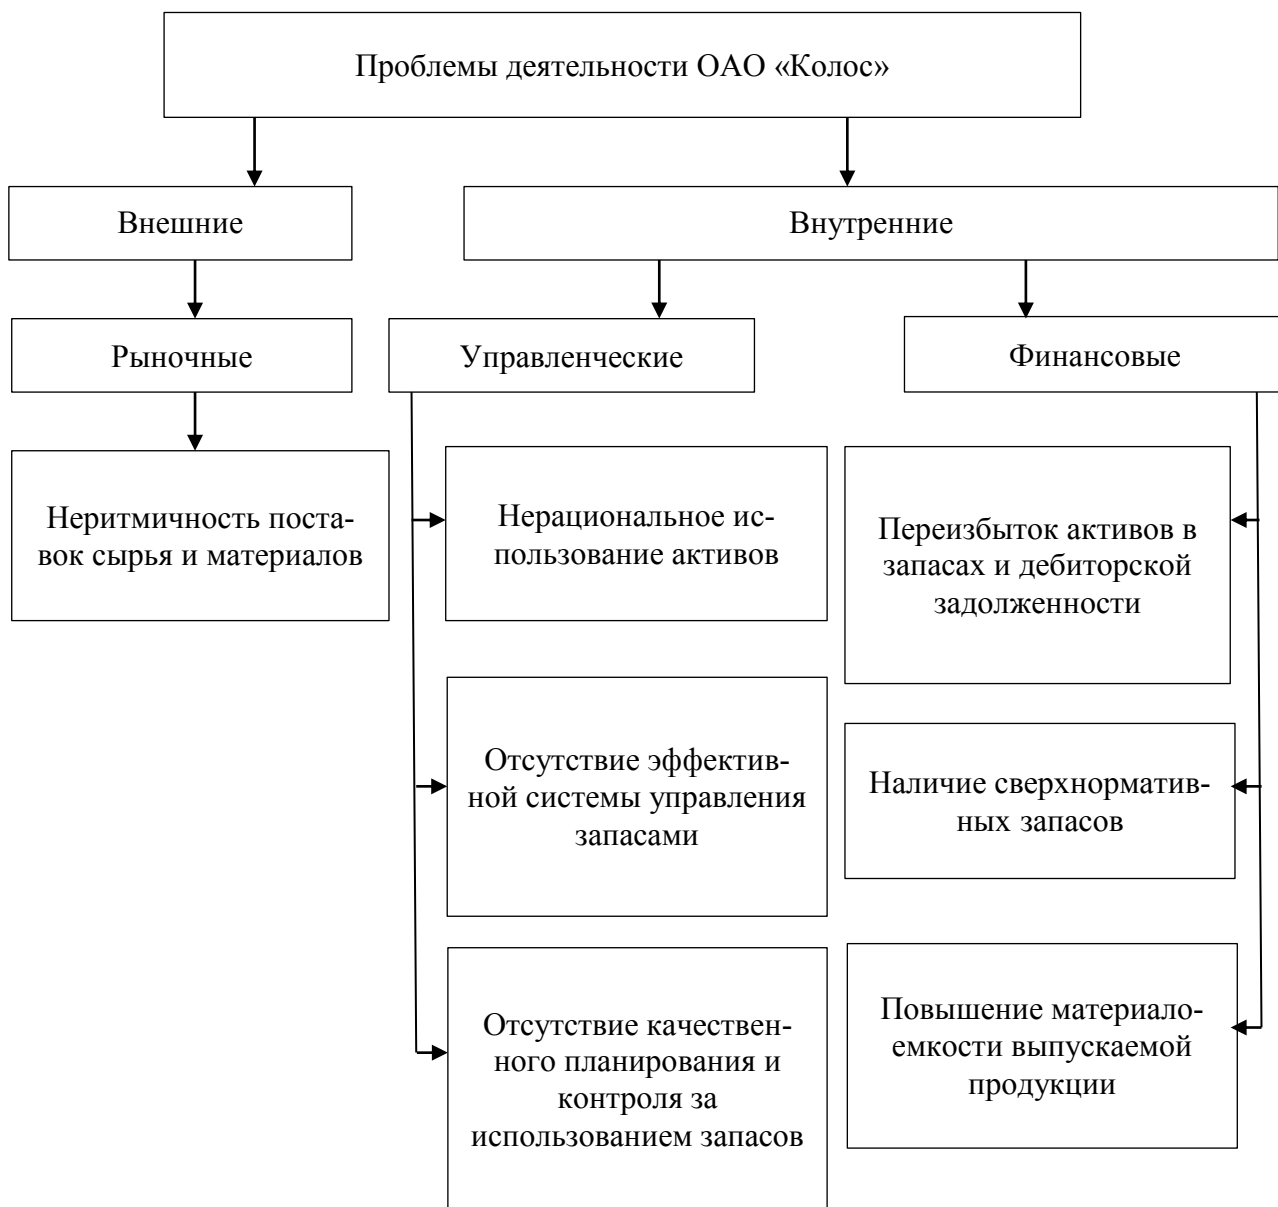 Проблемы деятельности ОАО «Колос»
Внешние
Внутренние
Рыночные
Управленческие
Финансовые
Неритмичность поста-
вок сырья и материалов
Нерациональное ис-
пользование активов
Переизбыток активов в
запасах и дебиторской
задолженности
Отсутствие эффектив-
ной системы управления
запасами
Наличие сверхнорматив-
ных запасов
Отсутствие качествен-
ного планирования и
контроля за
использованием запасов
Повышение материало-
емкости выпускаемой
продукции